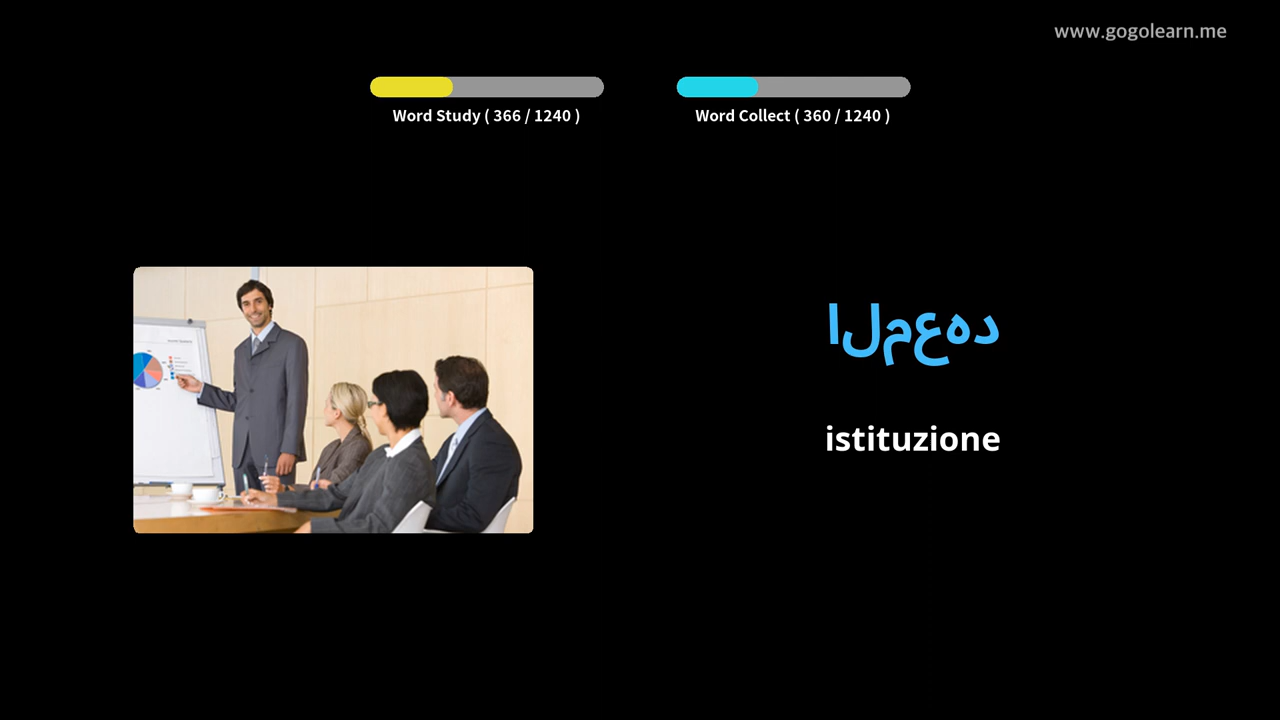 www.gogolearn.me
Word Study ( 366 / 1240 )
Word Collect ( 360 / 1240 )
المعهد
istituzione